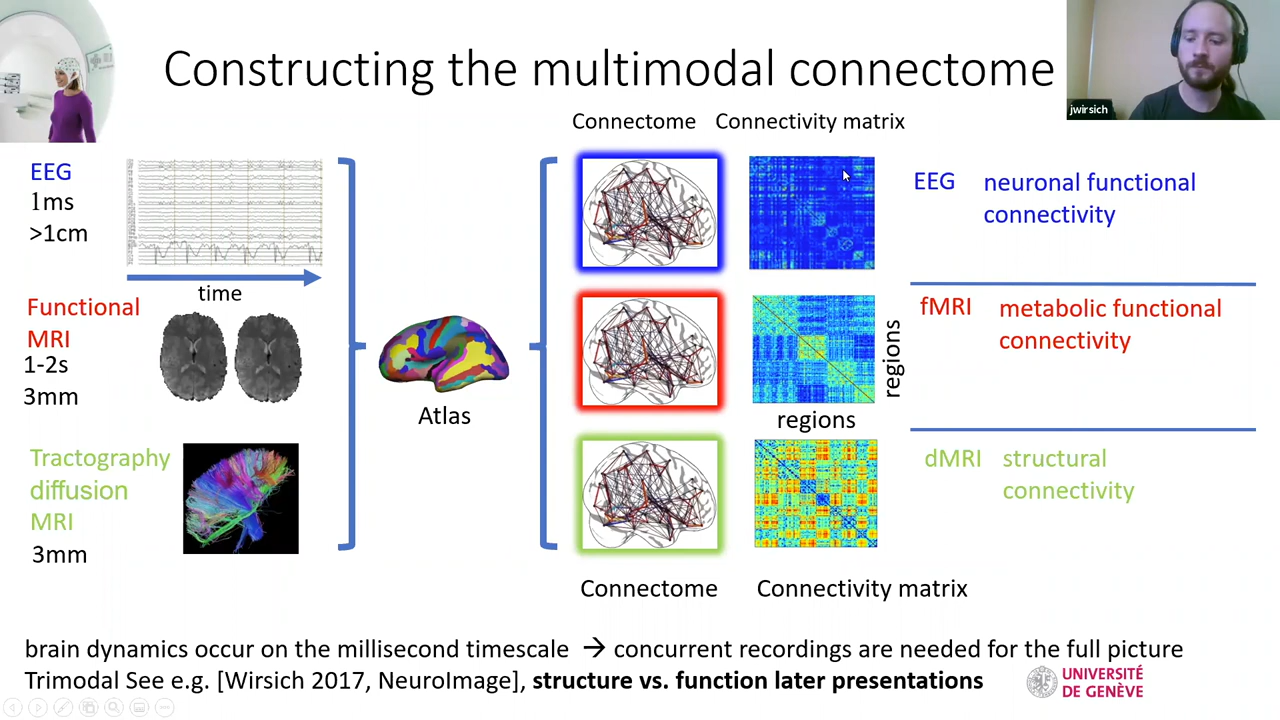 Constructing the multimodal connectome
jwirsich
Connectome
Connectivity matrix
EEG
1ms
>1cm
time
Functional
MRI
1-2s
3mm
Tractography
diffusion
MRI
3mm
Atlas
regions
regions
EEG
neuronal functional
connectivity
fMRI
metabolic functional
connectivity
dMRI
structural
connectivity
Connectome
Connectivity matrix
brain dynamics occur on the millisecond timescale → concurrent recordings are needed for the full picture
Trimodal See e.g. [Wirsich 2017, NeuroImage], structure vs. function later presentations
UNIVERSITÉ
DE GENÈVE